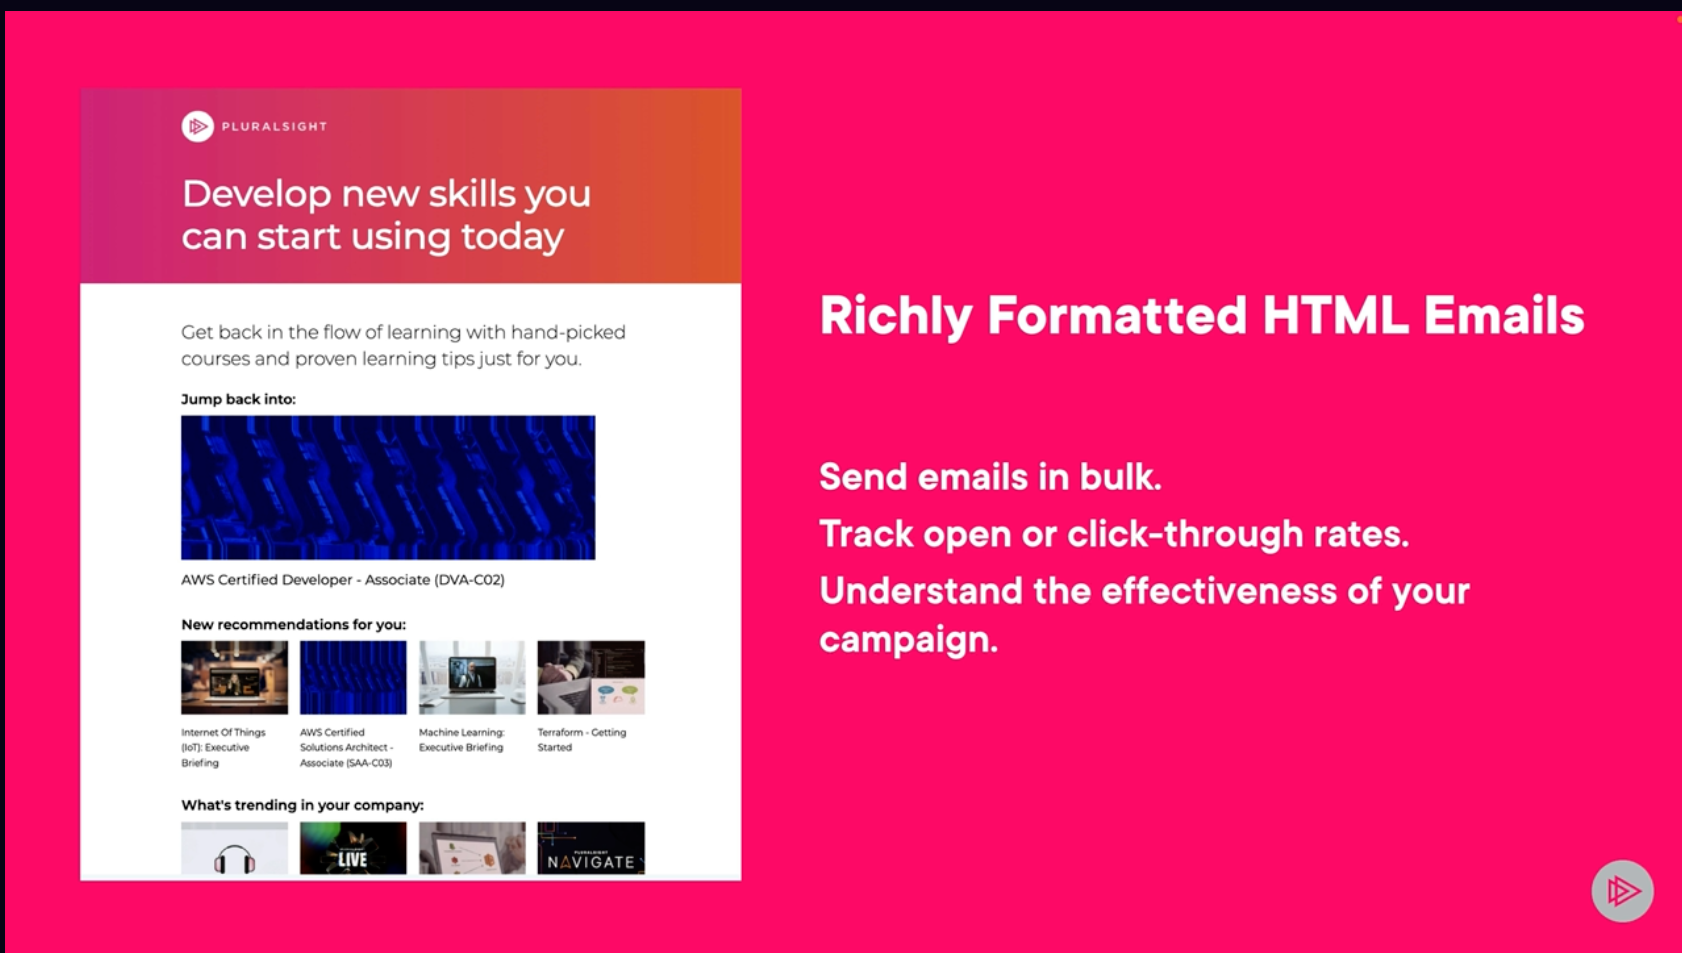 PLURALSIGHT
Develop new skills you
can start using today
Get back in the flow of learning with hand-picked
courses and proven learning tips just for you.
Jump back into:
AWS Certified Developer - Associate (DVA-C02)
New recommendations for you:
Internet Of Things
(IoT): Executive
Briefing
AWS Certified
Solutions Architect -
Associate (SAA-C03)
Machine Learning:
Executive Briefing
Terraform - Getting
Started
What's trending in your company:
LIVE
PLURALSIGHT
NAVIGATE
Richly Formatted HTML Emails
Send emails in bulk.
Track open or click-through rates.
Understand the effectiveness of your
campaign.